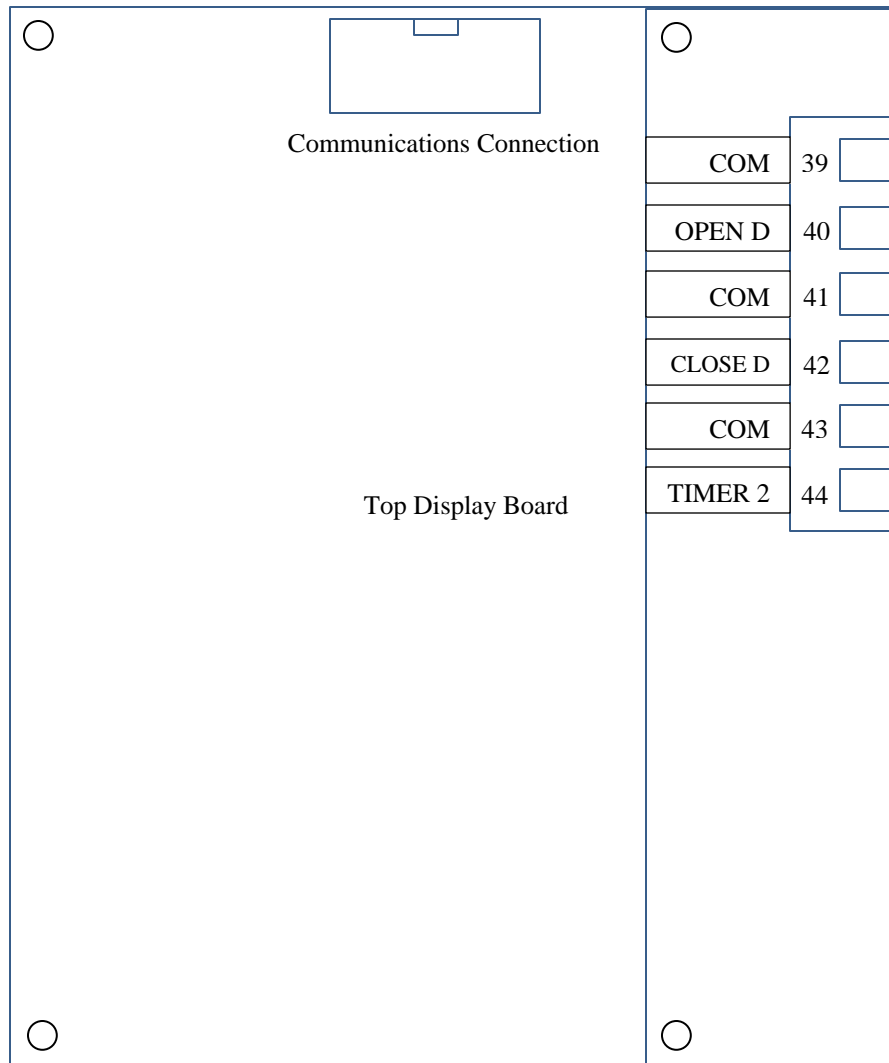 Communications Connection
COM 39
OPEN D 40
COM 41
CLOSE D 42
COM 43
TIMER 2 44
Top Display Board